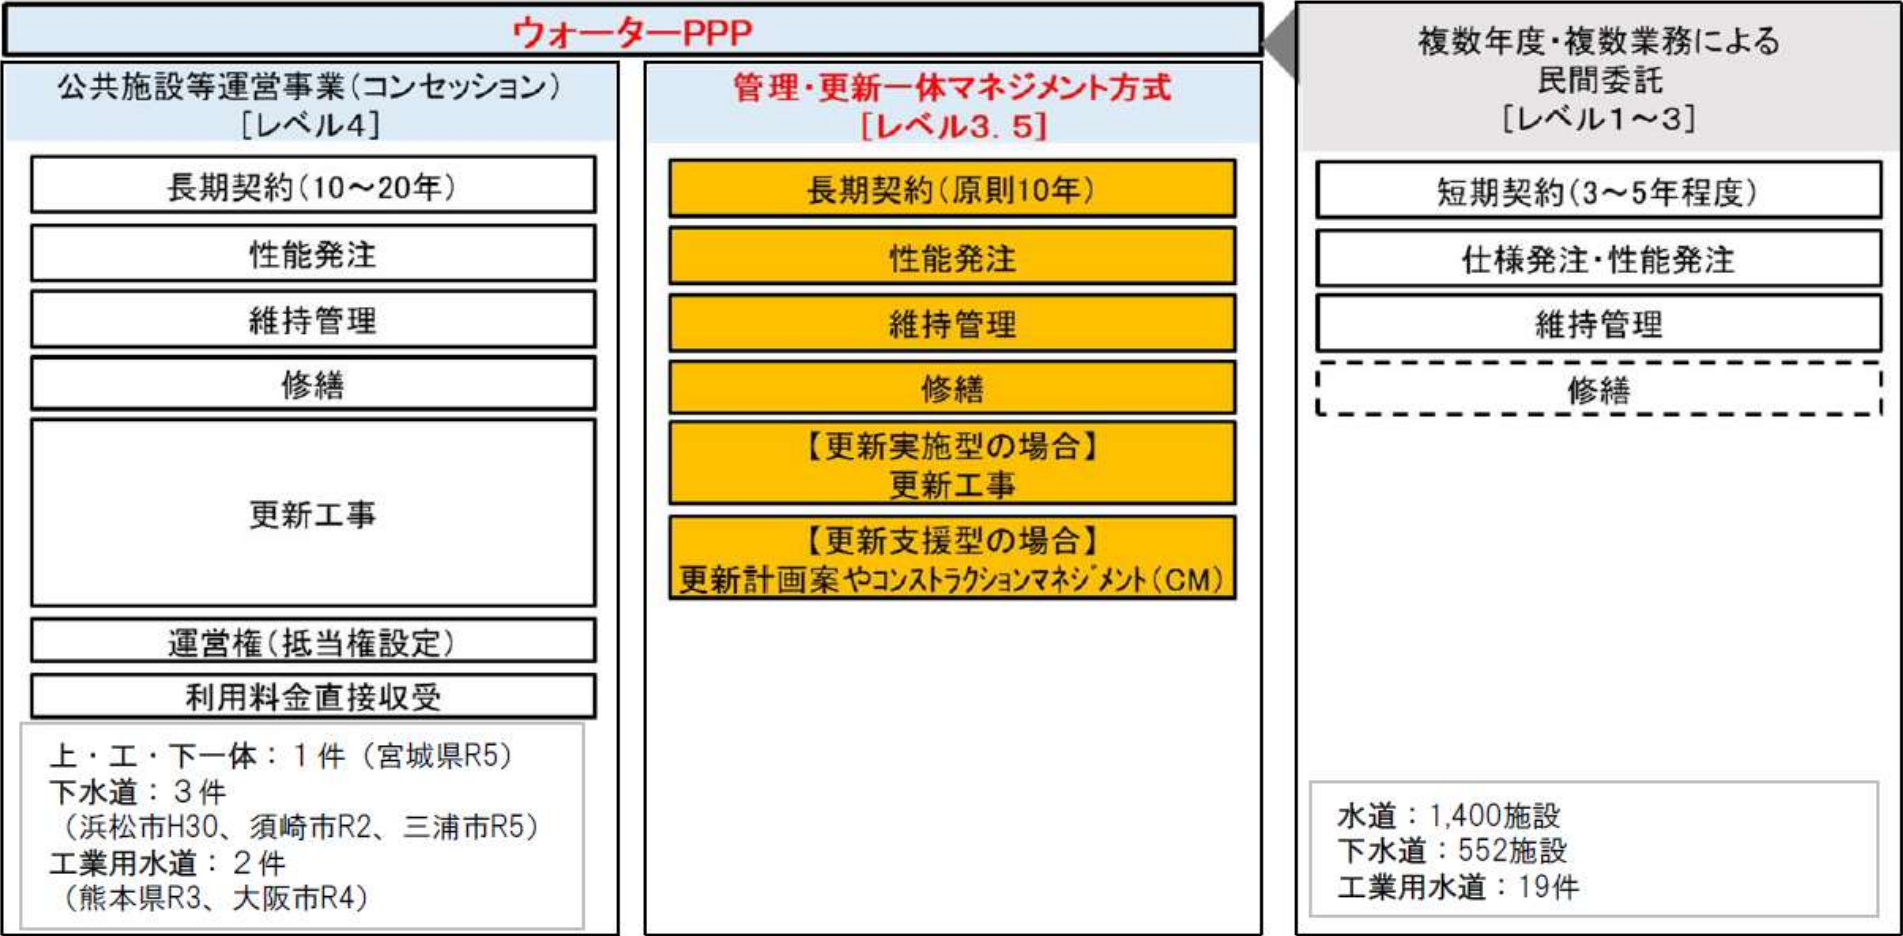 ウォーターPPP
公共施設等運営事業(コンセッション)
[レベル4]
長期契約(10～20年)
性能発注
維持管理
修繕
更新工事
運営権(抵当権設定)
利用料金直接収受
上・工・下一体：１件（宮城県R5）
下水道：３件
（浜松市H30、須崎市R2、三浦市R5）
工業用水道：２件
（熊本県R3、大阪市R4）
管理・更新一体マネジメント方式
[レベル3．5]
長期契約(原則10年)
性能発注
維持管理
修繕
【更新実施型の場合】
更新工事
【更新支援型の場合】
更新計画案やｺﾝｽﾄﾗｸｼｮﾝﾏﾈｼﾞﾒﾝﾄ(CM)
複数年度・複数業務による
民間委託
[レベル１～３]
短期契約(3～5年程度)
仕様発注・性能発注
維持管理
修繕
水道：1,400施設
下水道：552施設
工業用水道：19件